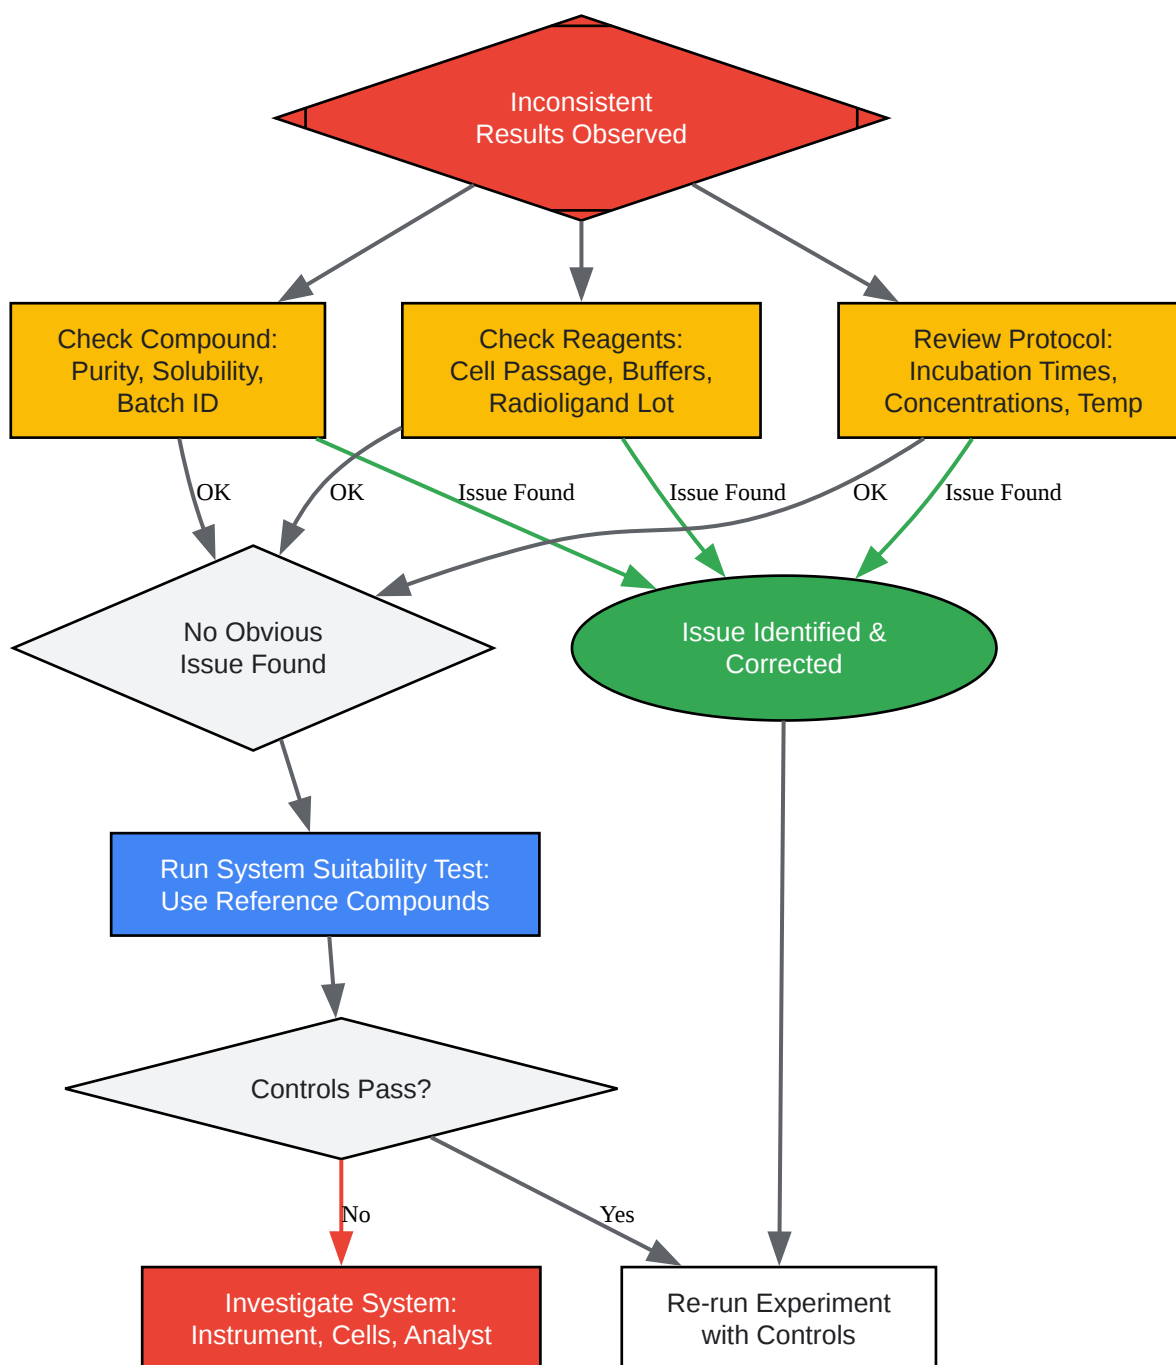 Inconsistent
Results Observed
Check Compound:
Purity, Solubility,
Batch ID
Check Reagents:
Cell Passage, Buffers,
Radioligand Lot
Review Protocol:
Incubation Times,
Concentrations, Temp
OK
OK
Issue Found
Issue Found
OK
Issue Found
No Obvious
Issue Found
Issue Identified &
Corrected
Run System Suitability Test:
Use Reference Compounds
Controls Pass?
No
Yes
Investigate System:
Instrument, Cells, Analyst
Re-run Experiment
with Controls